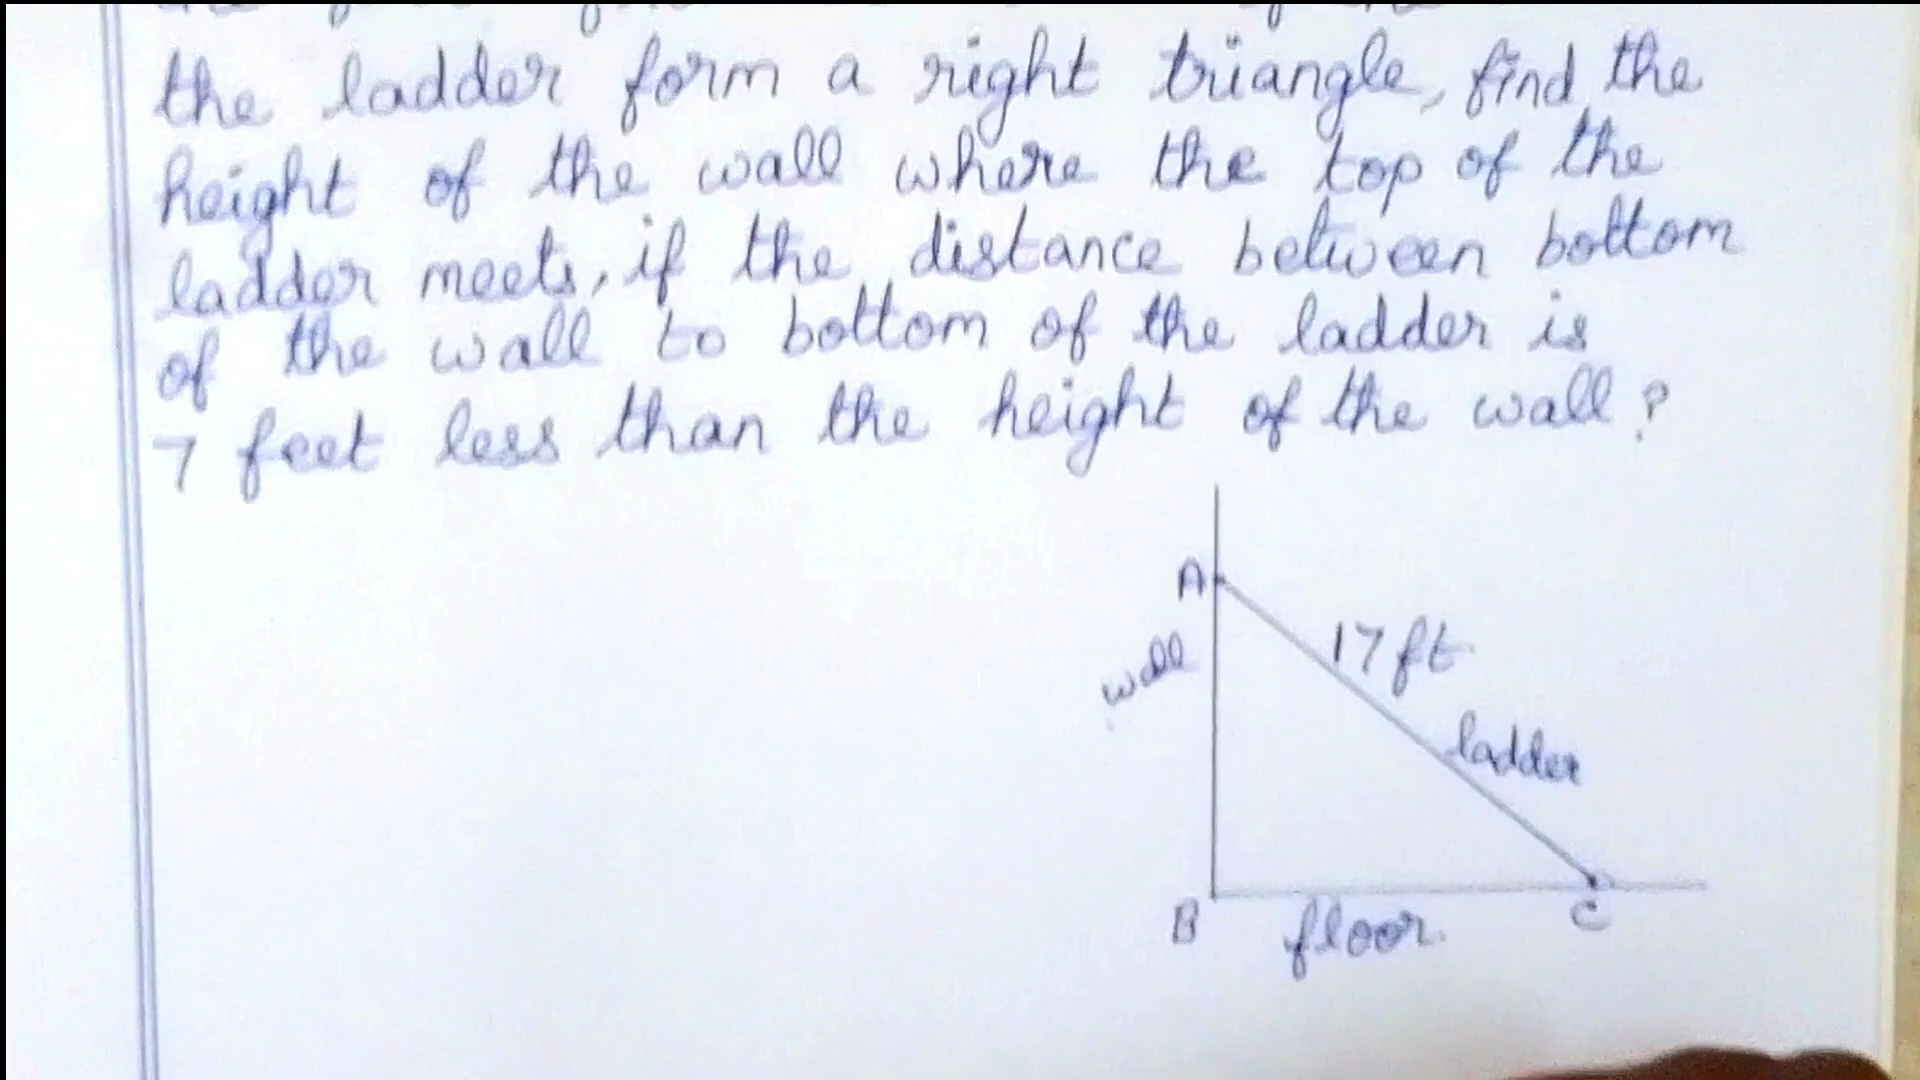 the ladder form a right triangle, find the
height of the wall where the top of the
ladder meets, if the distance between bottom
of the wall to bottom of the ladder is
7 feet less than the height of the wall?
A
17 ft
wall
ladder
B
floor.
C